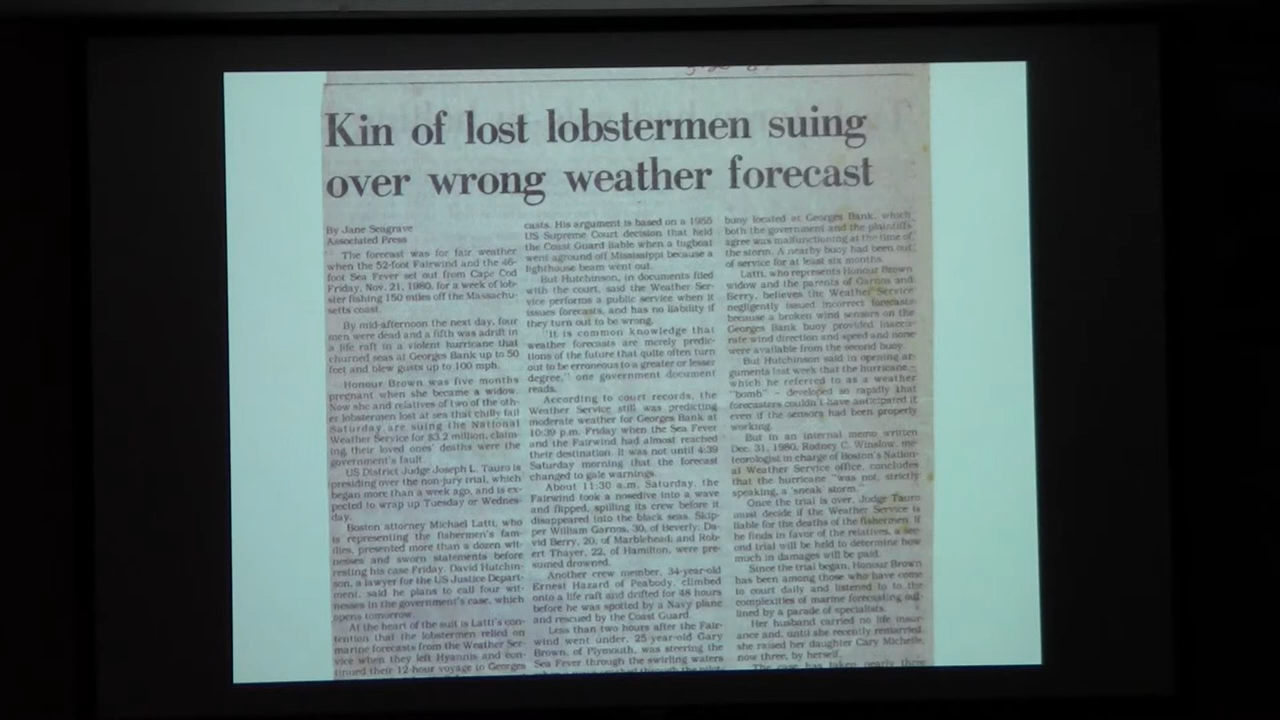 Kin of lost lobstermen suing
over wrong weather forecast
By Jane Seagrave
Associated Press
The forecast was for fair weather
when the 52-foot Fairwind and the 46-
foot Sea Fever set out from Cape Cod
Friday, Nov. 21, 1980, for a week of lob-
ster fishing 150 miles off the Massachu-
setts coast.
By mid-afternoon the next day, four
men were dead and a fifth was adrift in
a life raft in a violent hurricane that
churned seas at Georges Bank up to 50
feet and blew gusts up to 100 mph.
Honour Brown was five months
pregnant when she became a widow.
Now she and relatives of two of the oth-
er lobstermen lost at sea that chilly fall
Saturday are suing the National
Weather Service for $3.2 million, claim-
ing their loved ones' deaths were the
government's fault.
US District Judge Joseph L. Tauro is
presiding over the non-jury trial, which
began more than a week ago, and is ex-
pected to wrap up Tuesday or Wednes-
day.
Boston attorney Michael Latti, who
is representing the fishermen's fam-
ilies, presented more than a dozen wit-
nesses and sworn statements before
resting his case Friday. David Hutchin-
son, a lawyer for the US Justice Depart-
ment, said he plans to call four wit-
nesses in the government's case, which
opens tomorrow.
At the heart of the suit is Latti's con-
tention that the lobstermen relied on
marine forecasts from the Weather Ser-
vice when they left Hyannis and con-
tinued their 12-hour voyage in Georges
casts. His argument is based on a 1955
US Supreme Court decision that held
the Coast Guard liable when a tugboat
went aground off Mississippi because a
lighthouse beam went out.
But Hutchinson, in documents filed
with the court, said the Weather Ser-
vice performs a public service when it
issues forecasts, and has no liability if
they turn out to be wrong.
"It is common knowledge that
weather forecasts are merely predic-
tions of the future that quite often turn
out to be erroneous to a greater or lesser
degree," one government document
reads.
According to court records, the
Weather Service still was predicting
moderate weather for Georges Bank at
10:39 p.m. Friday when the Sea Fever
and the Fairwind had almost reached
their destination. It was not until 4:39
Saturday morning that the forecast
changed to gale warnings.
About 11:30 a.m. Saturday, the
Fairwind took a nosedive into a wave
and flipped, spilling its crew before it
disappeared into the black seas. Skip-
per William Garnos, 30, of Beverly; Da-
vid Berry, 20, of Marblehead; and Rob-
ert Thayer, 22, of Hamilton, were pre-
sumed drowned.
Another crew member, 34-year-old
Ernest Hazard of Peabody, climbed
onto a life raft and drifted for 48 hours
before he was spotted by a Navy plane
and rescued by the Coast Guard.
Less than two hours after the Fair-
wind went under, 25-year-old Gary
Brown, of Plymouth, was steering the
Sea Fever through the swirling waters
buoy located at Georges Bank, which
both the government and the plaintiffs
agree was malfunctioning at the time of
the storm. A nearby buoy had been out
of service for at least six months.
Latti, who represents Honour Brown
widow and the parents of Garnos and
Berry, believes the Weather Service
negligently issued incorrect forecasts
because a broken wind sensors on the
Georges Bank buoy provided inaccu-
rate wind direction and speed and none
were available from the second buoy.
But Hutchinson said in opening ar-
guments last week that the hurricane,-
which he referred to as a weather
"bomb" - developed so rapidly that
forecasters couldn't have anticipated it
even if the sensors had been properly
working.
But in an internal memo written
Dec. 31, 1980, Rodney C. Winslow, me-
teorologist in charge of Boston's Nation-
al Weather Service office, concludes
that the hurricane "was not, strictly
speaking, a 'sneak' storm."
Once the trial is over, Judge Tauro
must decide if the Weather Service is
liable for the deaths of the fishermen. If
he finds in favor of the relatives, a sec-
ond trial will be held to determine how
much in damages will be paid.
Since the trial began, Honour Brown
has been among those who have come
to court daily and listened to to the
complexities of marine forecasting out-
lined by a parade of specialists.
Her husband carried no life insur-
ance and, until she recently remarried,
she raised her daughter Cary Michelle,
now three, by herself.
The case has taken nearly three